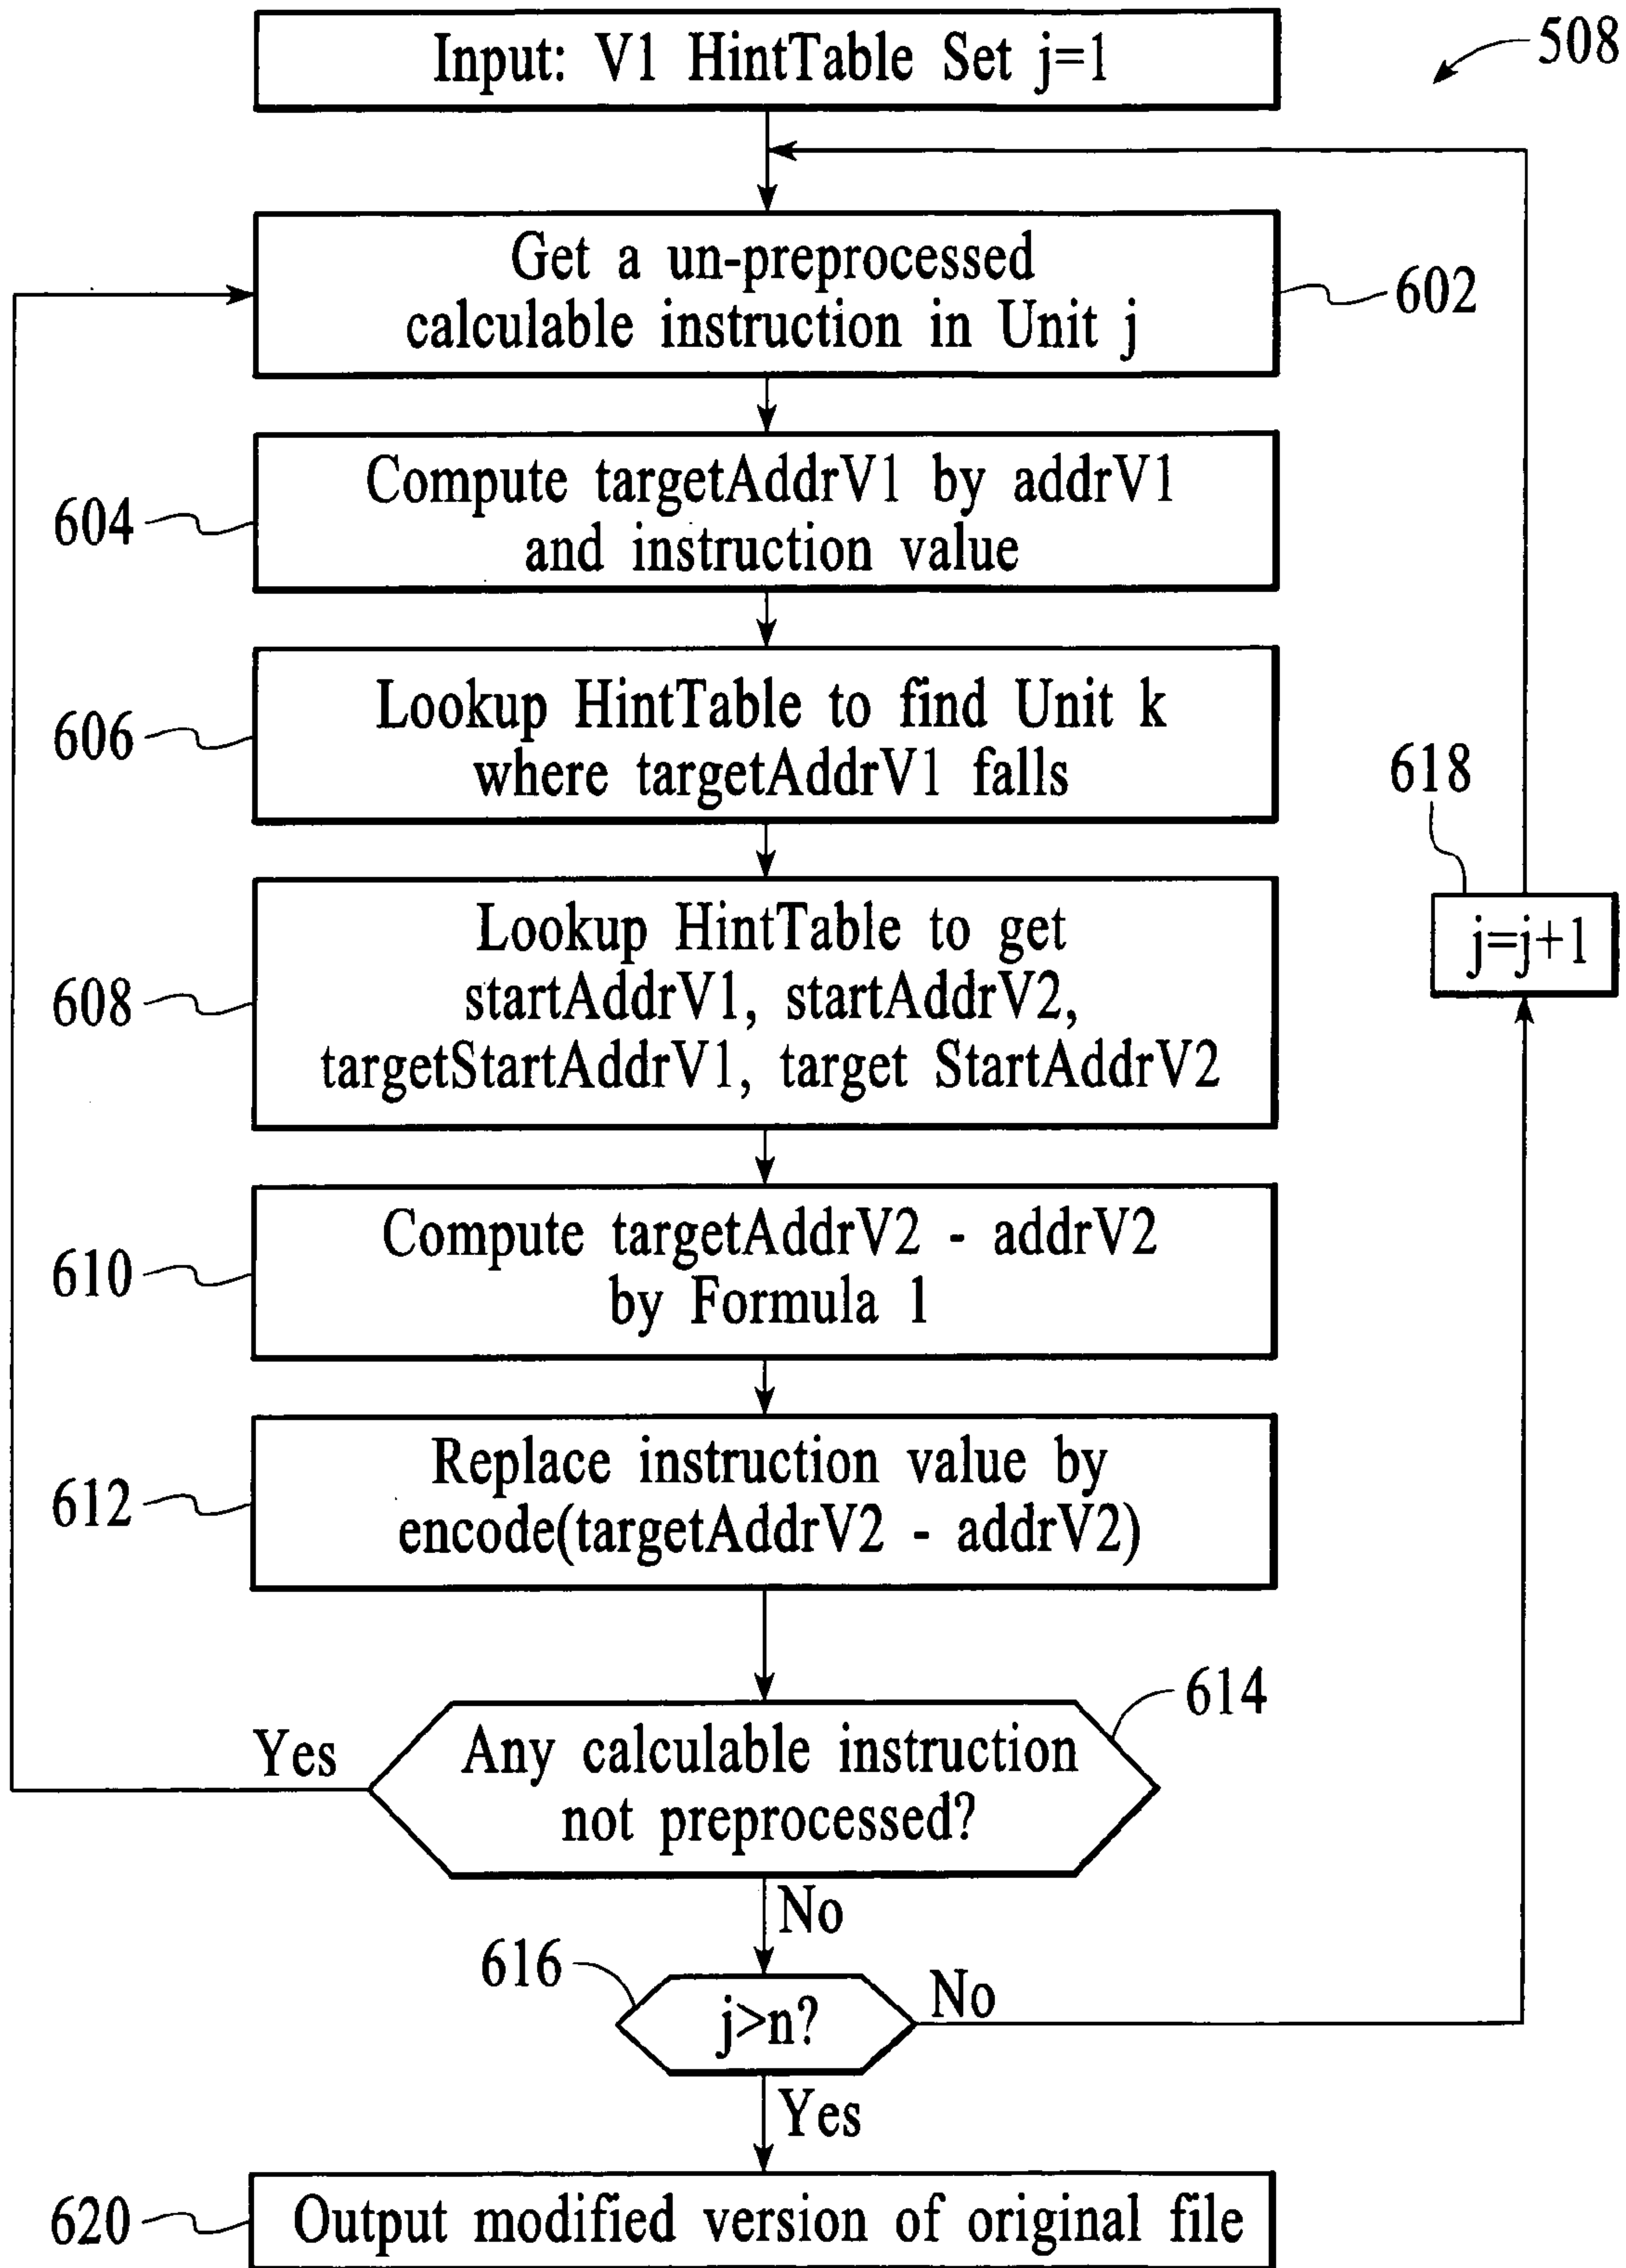 Input: V1 HintTable Set j=1
508
Get a un-preprocessed
calculable instruction in Unit j
602
Compute targetAddrV1 by addrV1
and instruction value
604
Lookup HintTable to find Unit k
where targetAddrV1 falls
606
618
j=j+1
Lookup HintTable to get
startAddrV1, startAddrV2,
targetStartAddrV1, target StartAddrV2
608
Compute targetAddrV2 - addrV2
by Formula 1
610
Replace instruction value by
encode(targetAddrV2 - addrV2)
612
614
Yes
Any calculable instruction
not preprocessed?
No
616
j>n?
No
Yes
620
Output modified version of original file